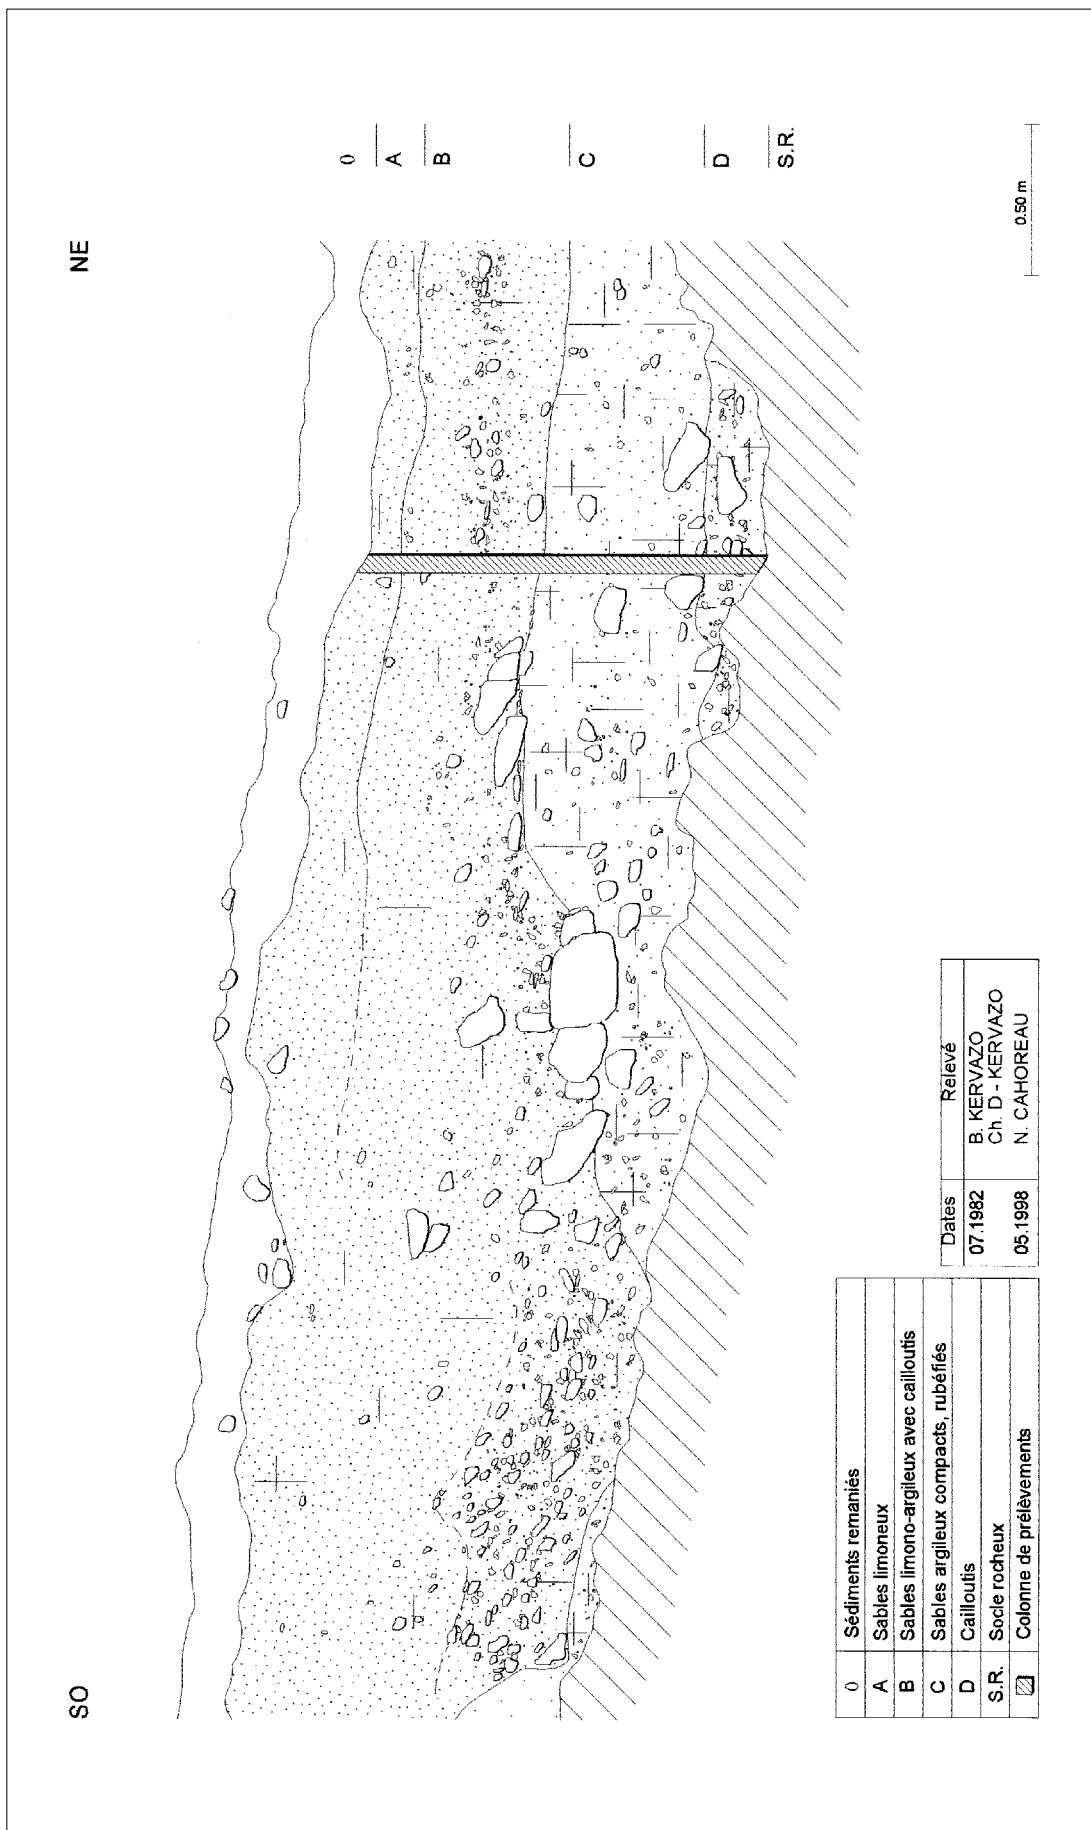 SO
NE
0
A
B
C
D
S.R.
0.50 m
0 Sédiments remaniés
A Sables limoneux
B Sables limono-argileux avec cailloutis
C Sables argileux compacts, rubéfiés
D Cailloutis
S.R. Socle rocheux
Colonne de prélèvements
Dates Relevé
07.1982 B. KERVAZO
Ch. D - KERVAZO
05.1998 N. CAHOREAU